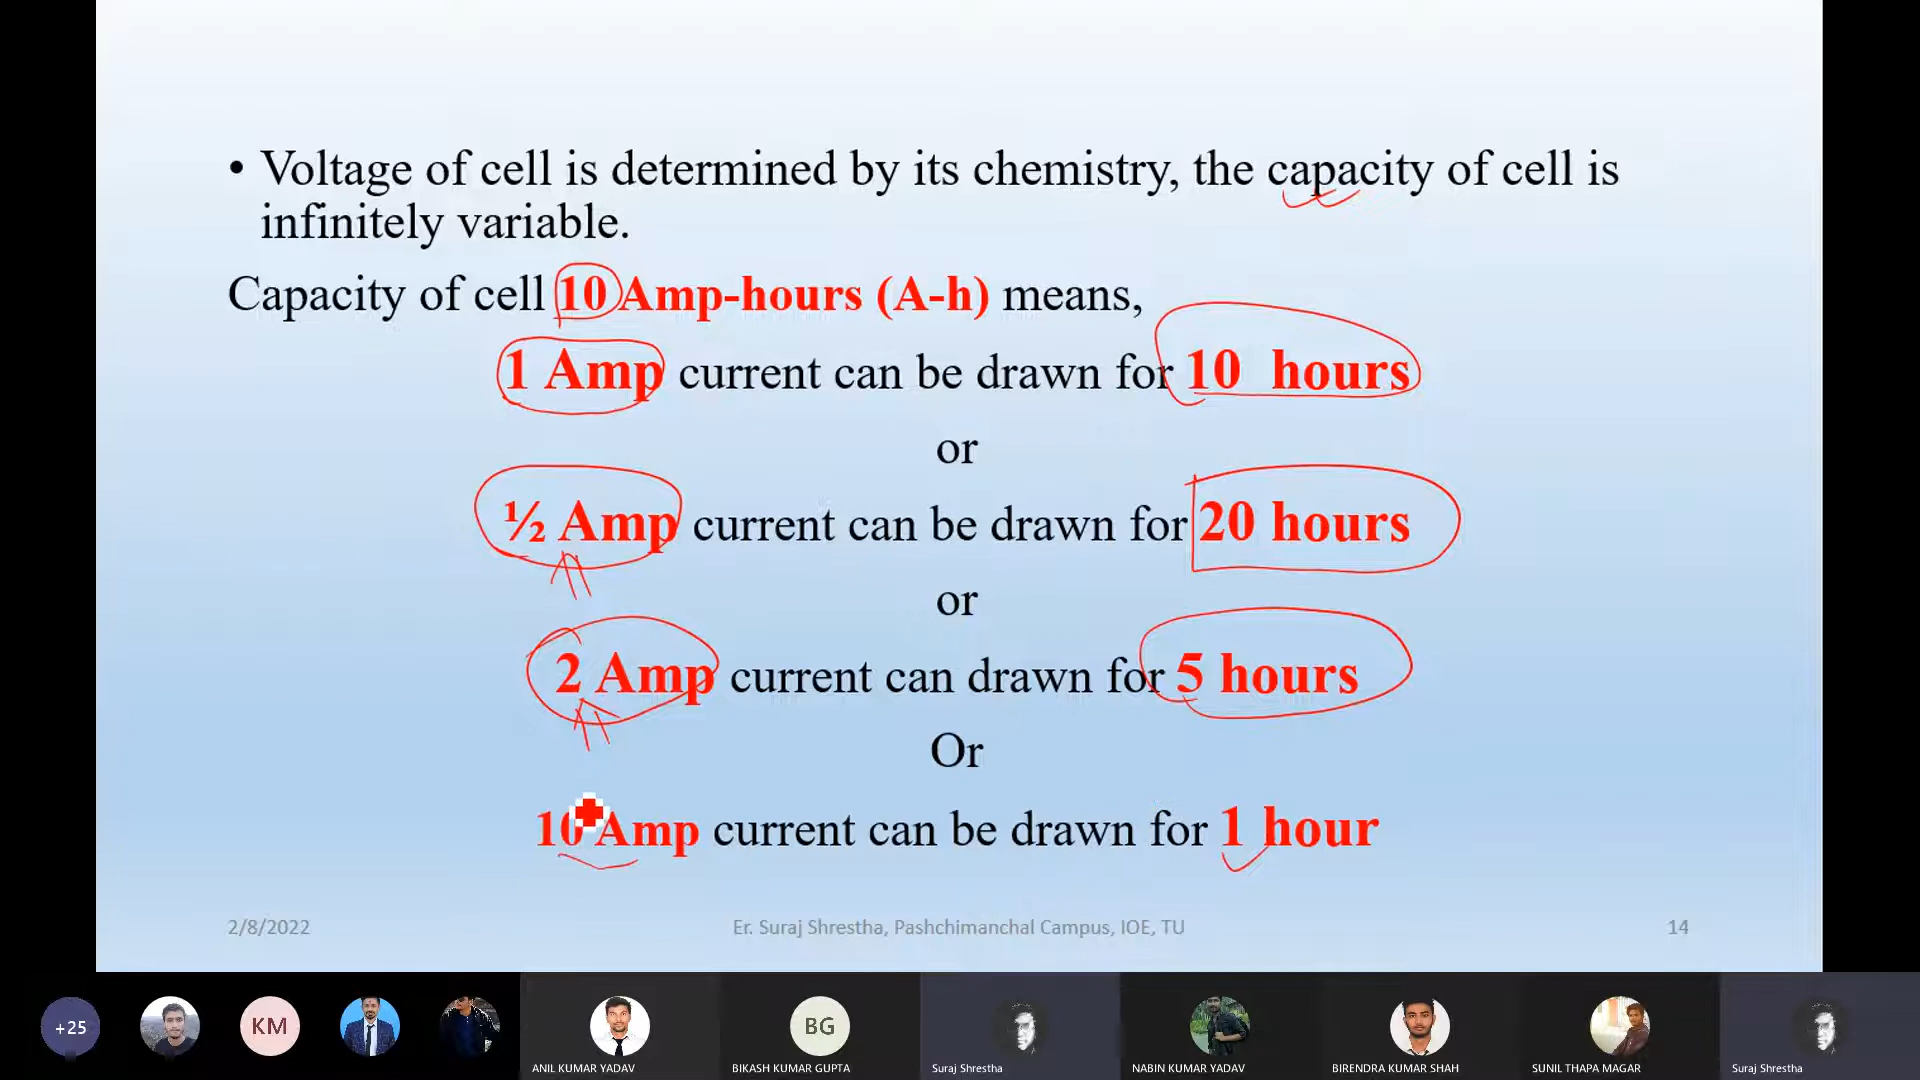 • Voltage of cell is determined by its chemistry, the capacity of cell is
infinitely variable.
Capacity of cell 10 Amp-hours (A-h) means,
1 Amp current can be drawn for 10 hours
or
½ Amp current can be drawn for 20 hours
or
2 Amp current can drawn for 5 hours
Or
10 Amp current can be drawn for 1 hour
2/8/2022 Er. Suraj Shrestha, Pashchimanchal Campus, IOE, TU 14
+25 KM BG
ANIL KUMAR YADAV BIKASH KUMAR GUPTA Suraj Shrestha NABIN KUMAR YADAV BIRENDRA KUMAR SHAH SUNIL THAPA MAGAR Suraj Shrestha